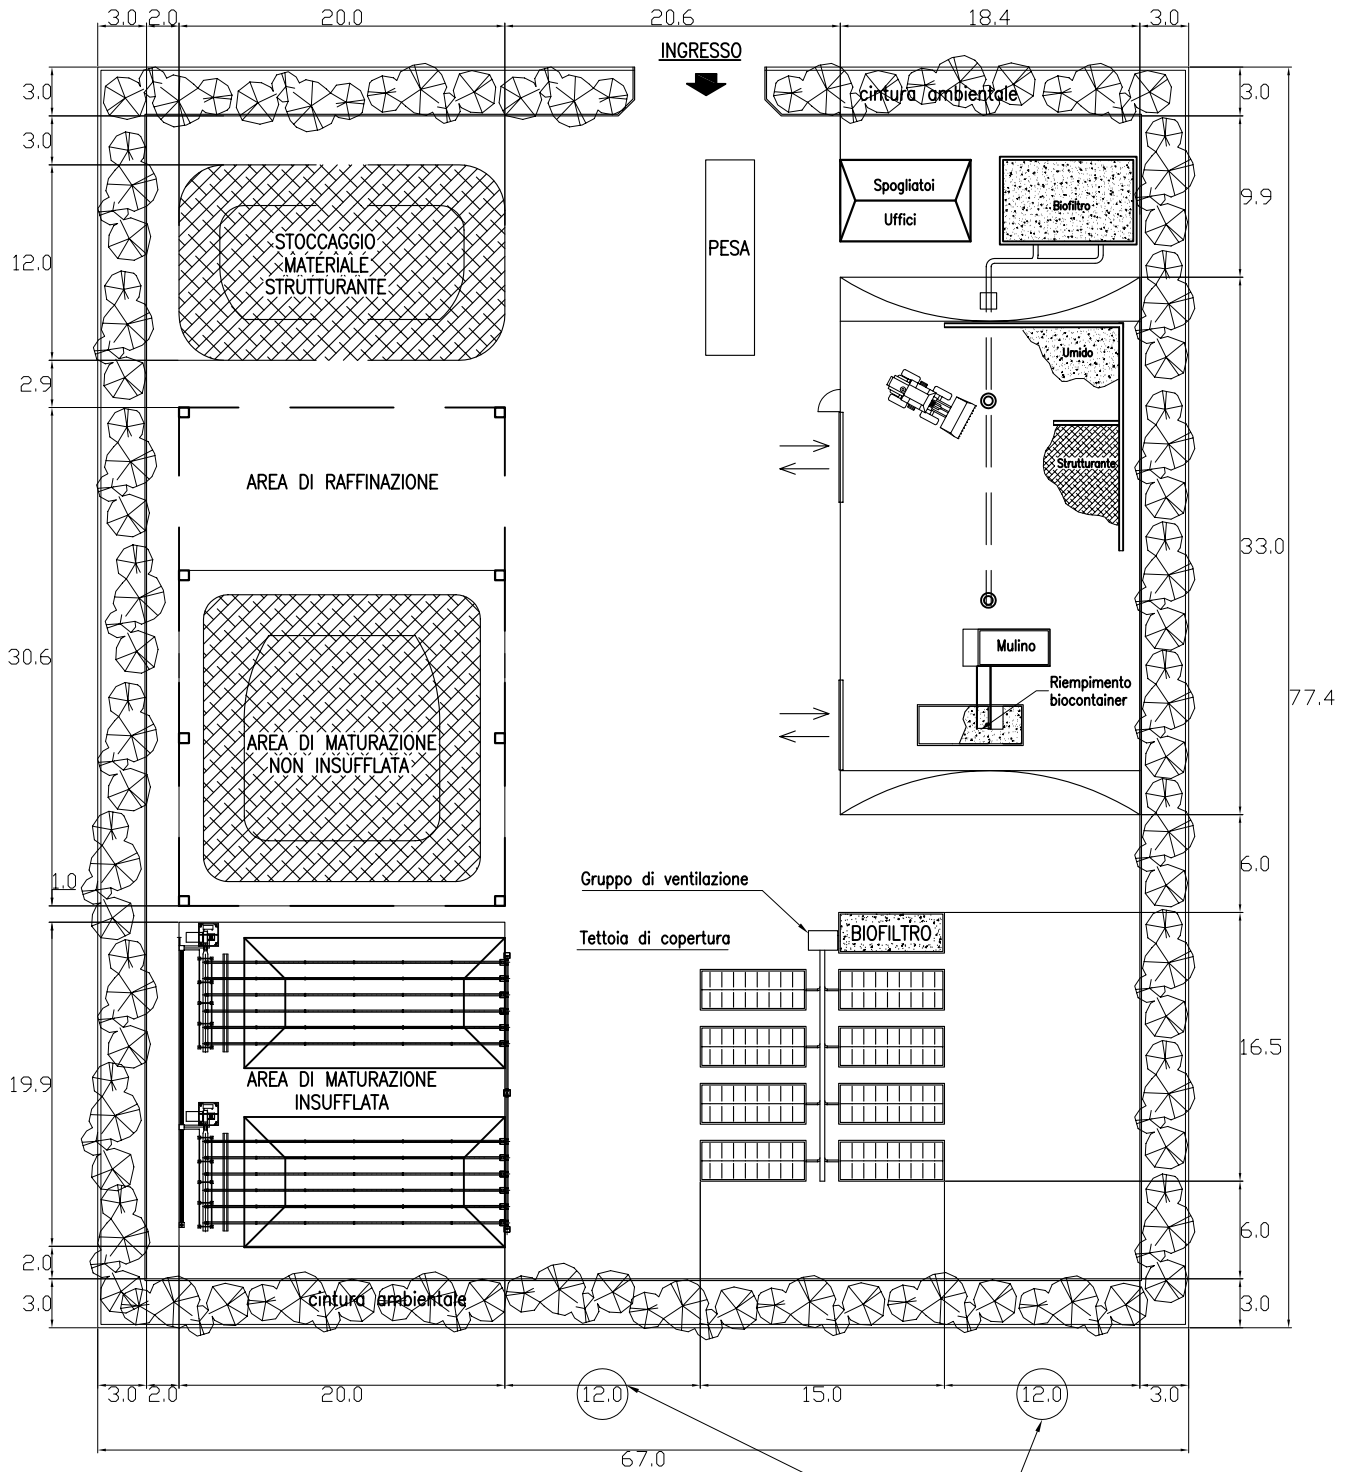 3.0 2.0 20.0 20.6 18.4 3.0
INGRESSO
3.0
cintura ambientale
3.0
3.0
9.9
Spogliatoi
Uffici
Biofiltro
PESA
STOCCAGGIO
MATERIALE
STRUTTURANTE
12.0
Umido
2.9
Strutturante
AREA DI RAFFINAZIONE
33.0
30.6
Mulino
Riempimento
biocontainer
77.4
AREA DI MATURAZIONE
NON INSUFFLATA
1.0
Gruppo di ventilazione
6.0
BIOFILTRO
Tettoia di copertura
16.5
19.9
AREA DI MATURAZIONE
INSUFFLATA
6.0
2.0
3.0
cintura ambientale
3.0
3.0 2.0 20.0 12.0 15.0 12.0 3.0
67.0